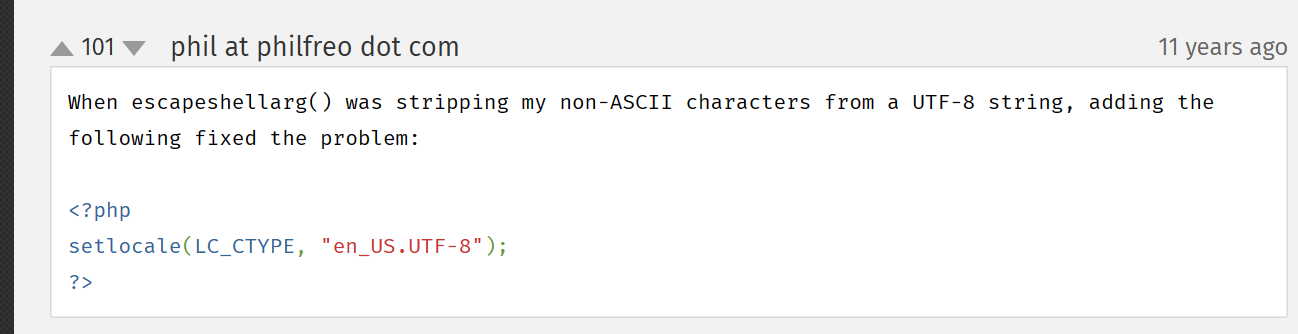 101 phil at philfreo dot com 11 years ago
When escapeshellarg() was stripping my non-ASCII characters from a UTF-8 string, adding the
following fixed the problem:
<?php
setlocale(LC_CTYPE, "en_US.UTF-8");
?>